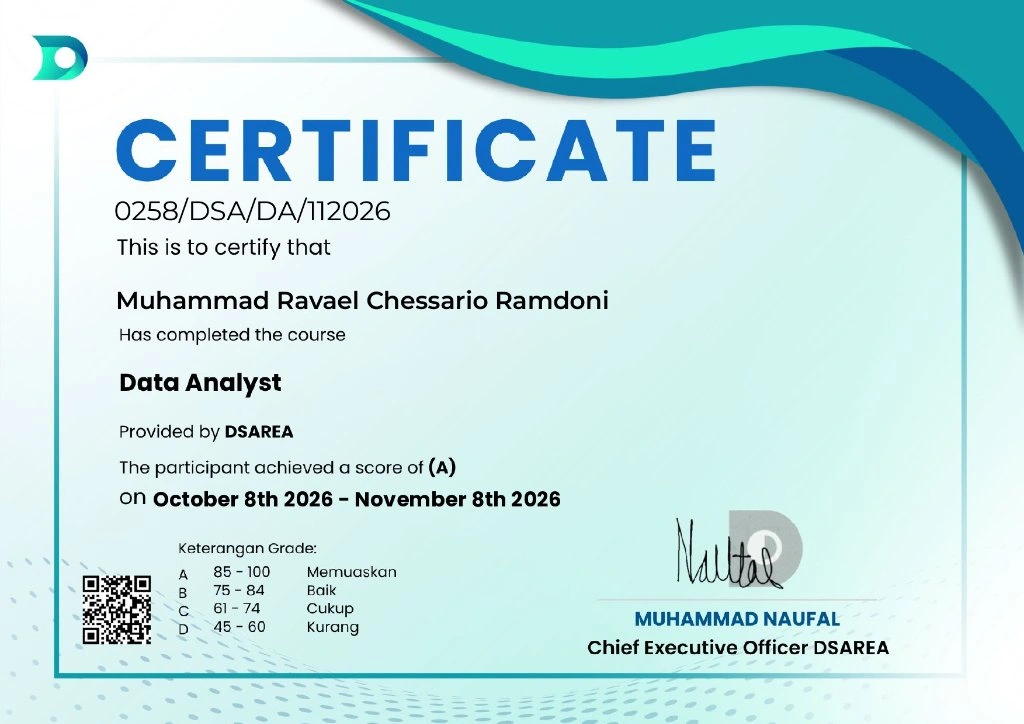 CERTIFICATE
0258/DSA/DA/112026
This is to certify that
Muhammad Ravael Chessario Ramdoni
Has completed the course
Data Analyst
Provided by DSAREA
The participant achieved a score of (A)
on October 8th 2026 - November 8th 2026
Keterangan Grade:
A 85 - 100 Memuaskan
B 75 - 84 Baik
C 61 - 74 Cukup
D 45 - 60 Kurang
Naufal
MUHAMMAD NAUFAL
Chief Executive Officer DSAREA